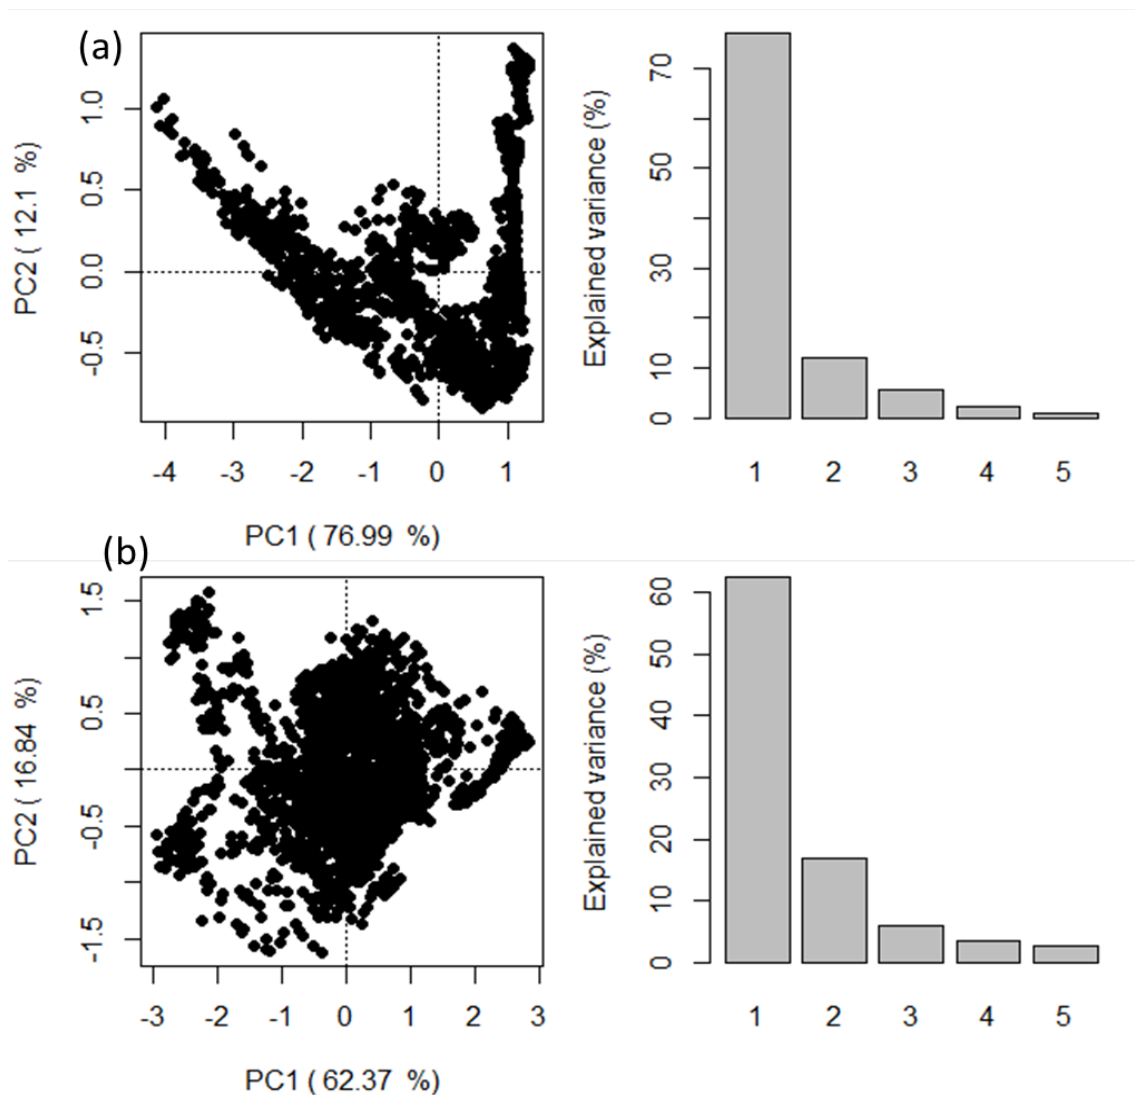 (a)
PC2 ( 12.1 %)
1.0
0.5
0.0
-0.5
-4 -3 -2 -1 0 1
PC1 ( 76.99 %)
Explained variance (%)
70
50
30
10
0
1 2 3 4 5
(b)
PC2 ( 16.84 %)
1.5
0.5
-0.5
-1.5
-3 -2 -1 0 1 2 3
PC1 ( 62.37 %)
Explained variance (%)
60
50
40
30
20
10
0
1 2 3 4 5